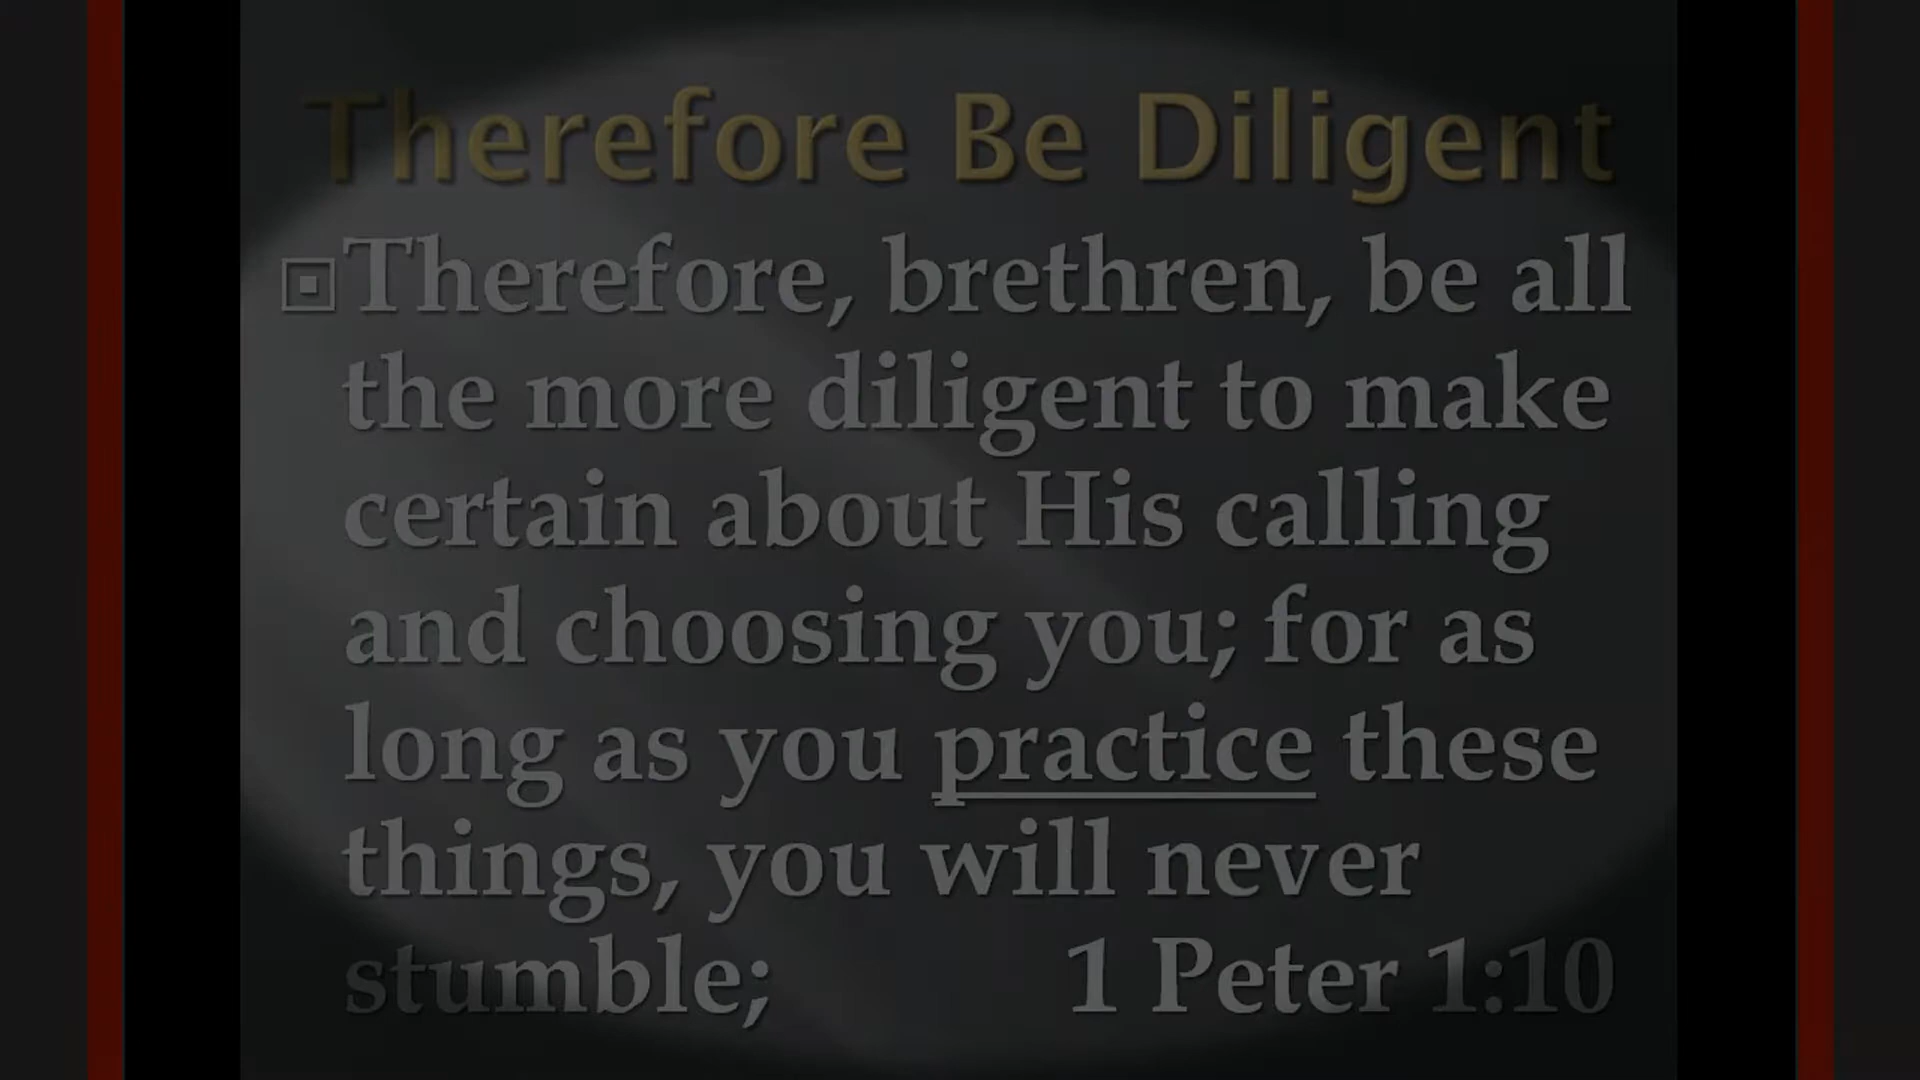 Therefore Be Diligent
Therefore, brethren, be all
the more diligent to make
certain about His calling
and choosing you; for as
long as you practice these
things, you will never
stumble; 1 Peter 1:10